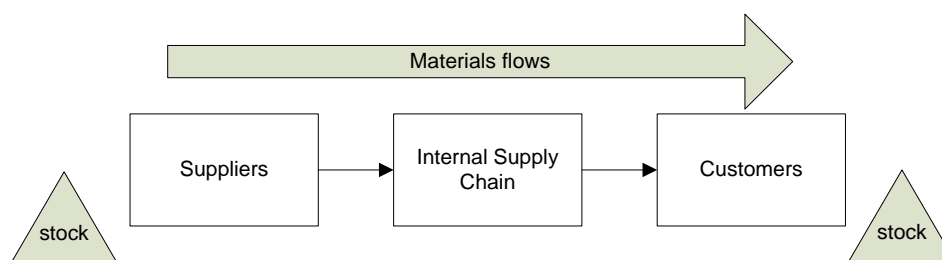 Materials flows
Suppliers
Internal Supply
Chain
Customers
stock
stock